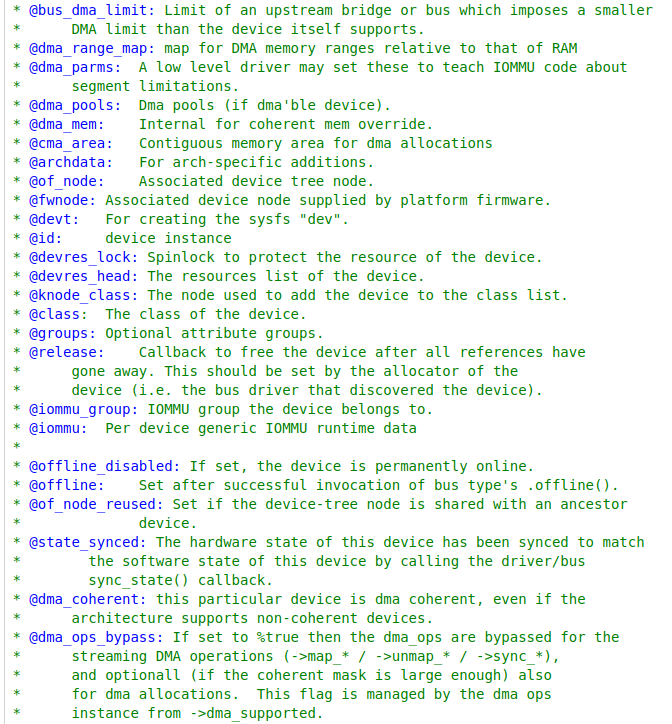 * @bus_dma_limit: Limit of an upstream bridge or bus which imposes a smaller
*      DMA limit than the device itself supports.
* @dma_range_map: map for DMA memory ranges relative to that of RAM
* @dma_parms:  A low level driver may set these to teach IOMMU code about
*      segment limitations.
* @dma_pools:  Dma pools (if dma'ble device).
* @dma_mem:    Internal for coherent mem override.
* @cma_area:   Contiguous memory area for dma allocations
* @archdata:   For arch-specific additions.
* @of_node:    Associated device tree node.
* @fwnode: Associated device node supplied by platform firmware.
* @devt:   For creating the sysfs "dev".
* @id:     device instance
* @devres_lock: Spinlock to protect the resource of the device.
* @devres_head: The resources list of the device.
* @knode_class: The node used to add the device to the class list.
* @class:  The class of the device.
* @groups: Optional attribute groups.
* @release:    Callback to free the device after all references have
*      gone away. This should be set by the allocator of the
*      device (i.e. the bus driver that discovered the device).
* @iommu_group: IOMMU group the device belongs to.
* @iommu:  Per device generic IOMMU runtime data
*
* @offline_disabled: If set, the device is permanently online.
* @offline:    Set after successful invocation of bus type's .offline().
* @of_node_reused: Set if the device-tree node is shared with an ancestor
*              device.
* @state_synced: The hardware state of this device has been synced to match
*        the software state of this device by calling the driver/bus
*        sync_state() callback.
* @dma_coherent: this particular device is dma coherent, even if the
*      architecture supports non-coherent devices.
* @dma_ops_bypass: If set to %true then the dma_ops are bypassed for the
*      streaming DMA operations (->map_* / ->unmap_* / ->sync_*),
*      and optionall (if the coherent mask is large enough) also
*      for dma allocations.  This flag is managed by the dma ops
*      instance from ->dma_supported.